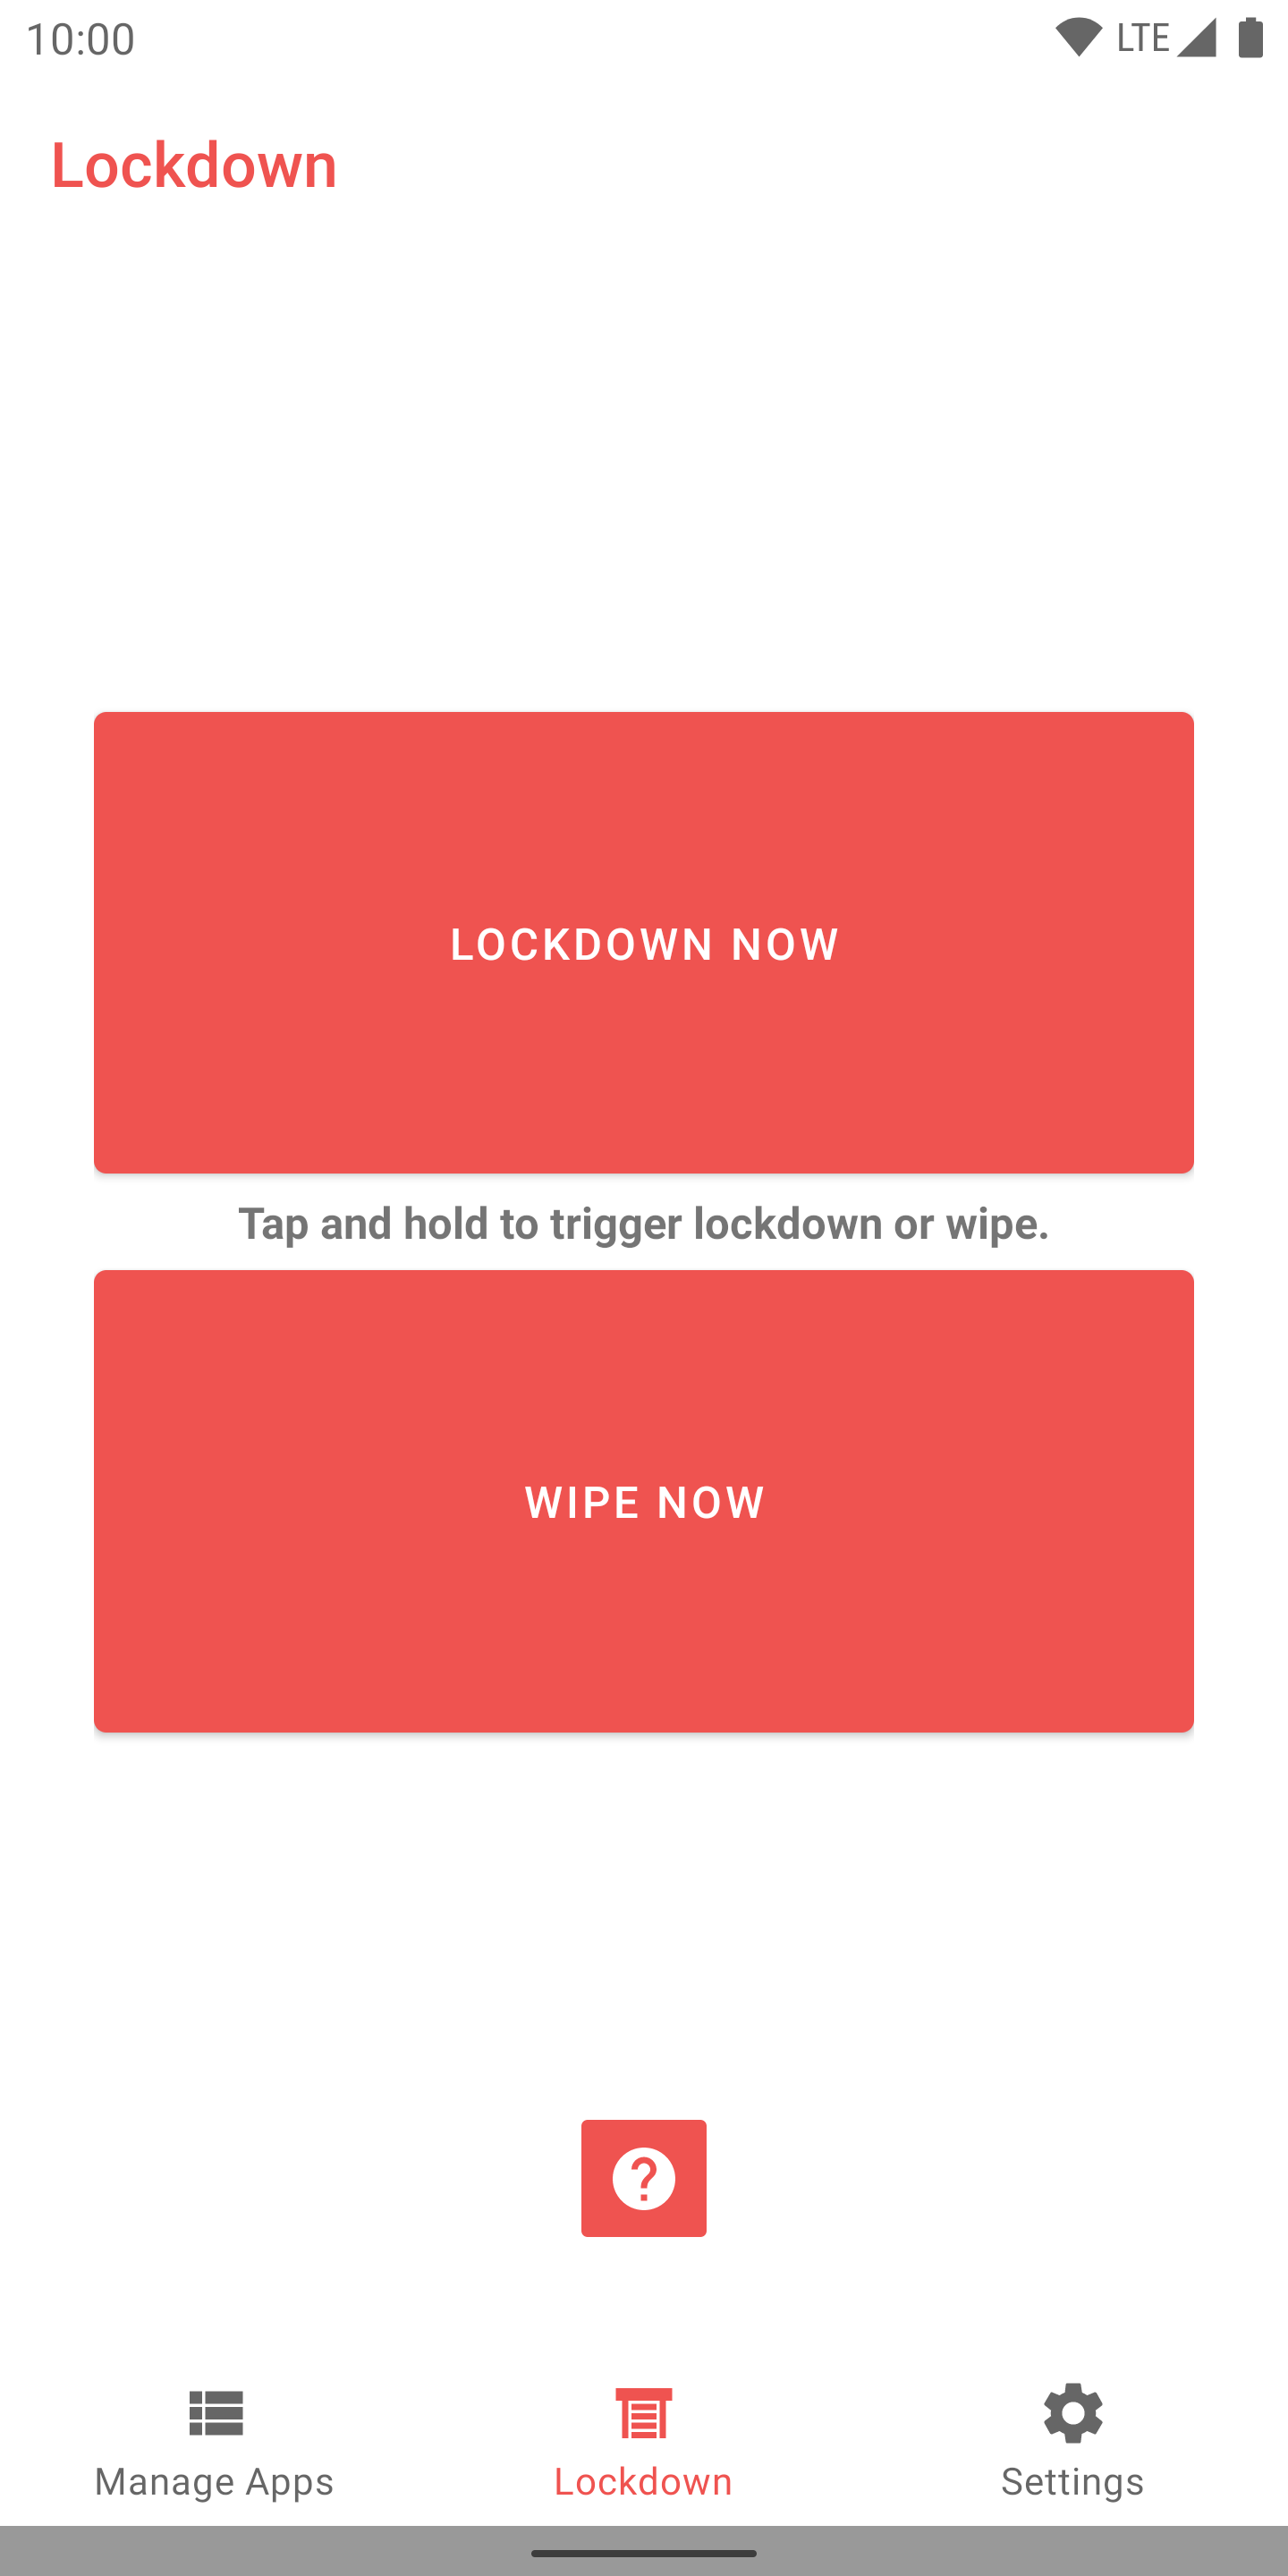 10:00
LTE
Lockdown
LOCKDOWN NOW
Tap and hold to trigger lockdown or wipe.
WIPE NOW
?
Manage Apps
Lockdown
Settings